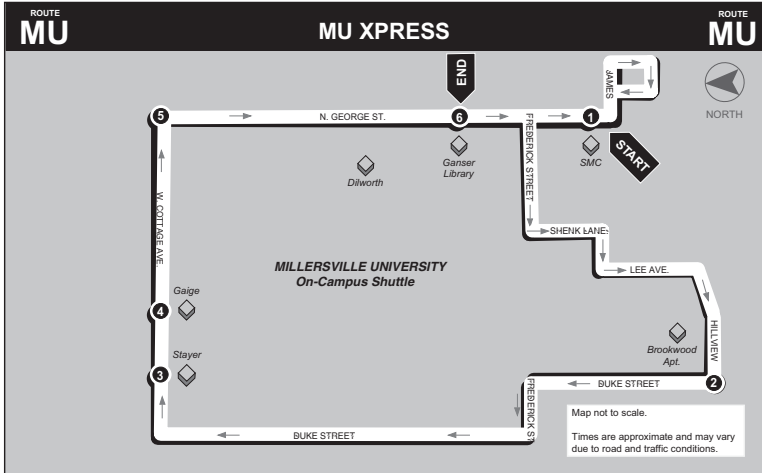 ROUTE
MU
MU XPRESS
ROUTE
MU
END
JAMES
NORTH
5
N. GEORGE ST.
6
1
START
FREDERICK STREET
Ganser
Library
SMC
Dilworth
W. COTTAGE AVE.
SHENK LANE
MILLERSVILLE UNIVERSITY
On-Campus Shuttle
LEE AVE.
Gaige
4
HILLVIEW
Stayer
3
Brookwood
Apt.
FREDERICK ST
DUKE STREET
2
DUKE STREET
Map not to scale.
Times are approximate and may vary
due to road and traffic conditions.